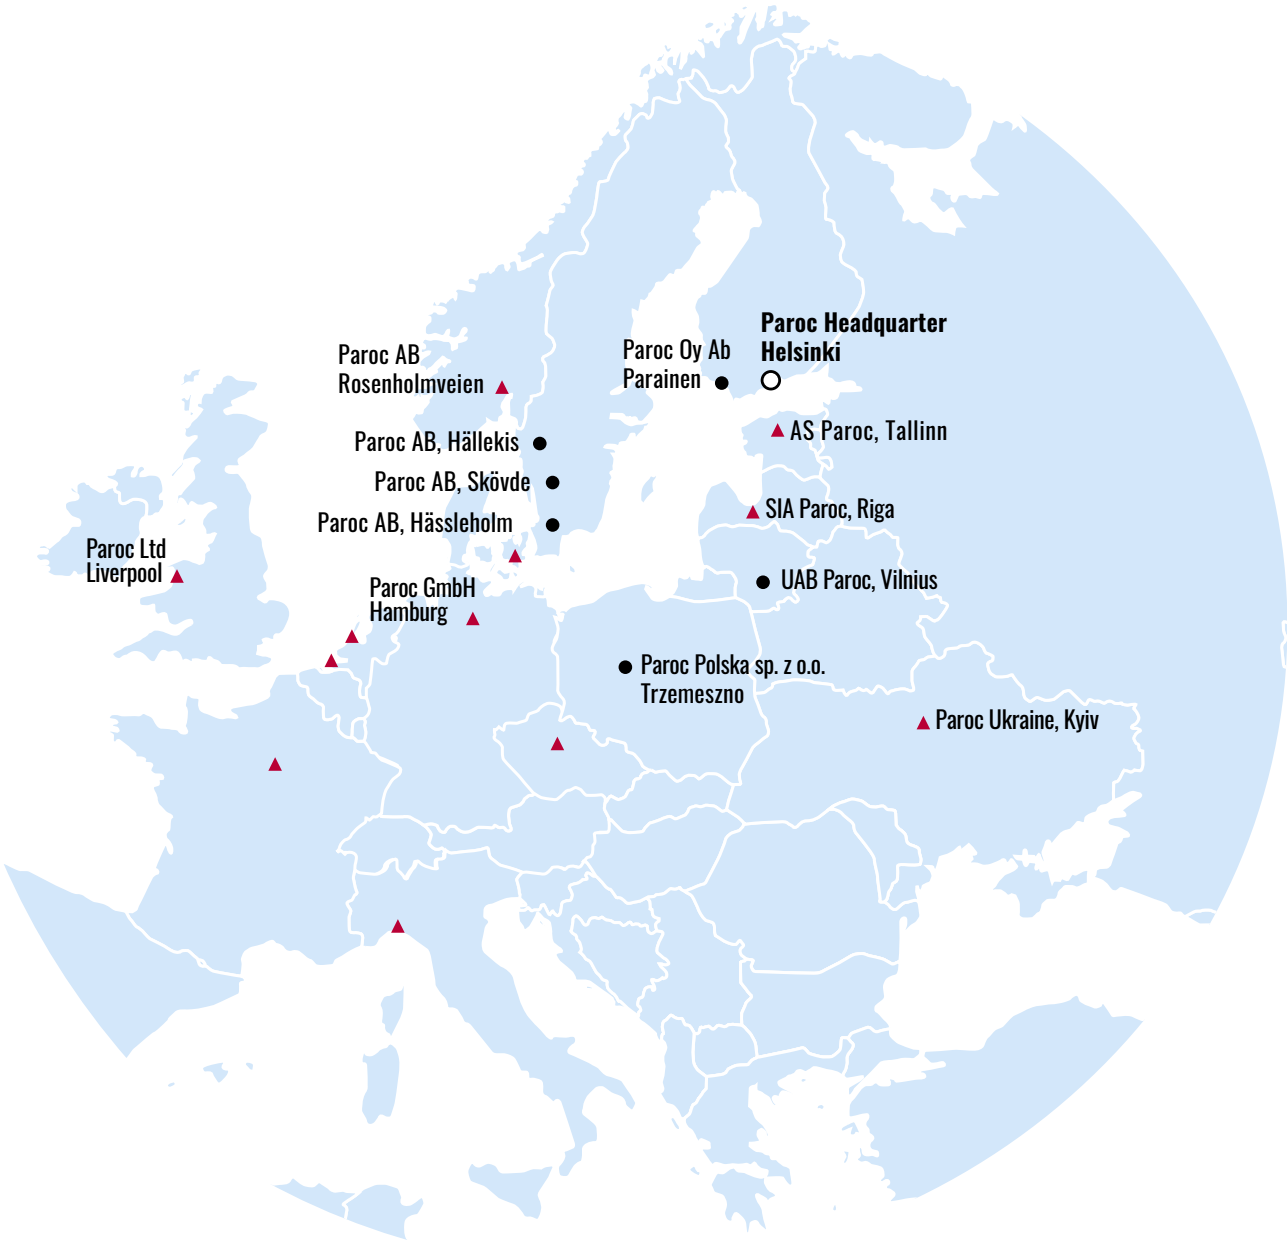 Paroc Headquarter
Helsinki
Paroc Oy Ab
Parainen
Paroc AB
Rosenholmveien
AS Paroc, Tallinn
Paroc AB, Hällekis
Paroc AB, Skövde
SIA Paroc, Riga
Paroc AB, Hässleholm
Paroc Ltd
Liverpool
UAB Paroc, Vilnius
Paroc GmbH
Hamburg
Paroc Polska sp. z o.o.
Trzemeszno
Paroc Ukraine, Kyiv